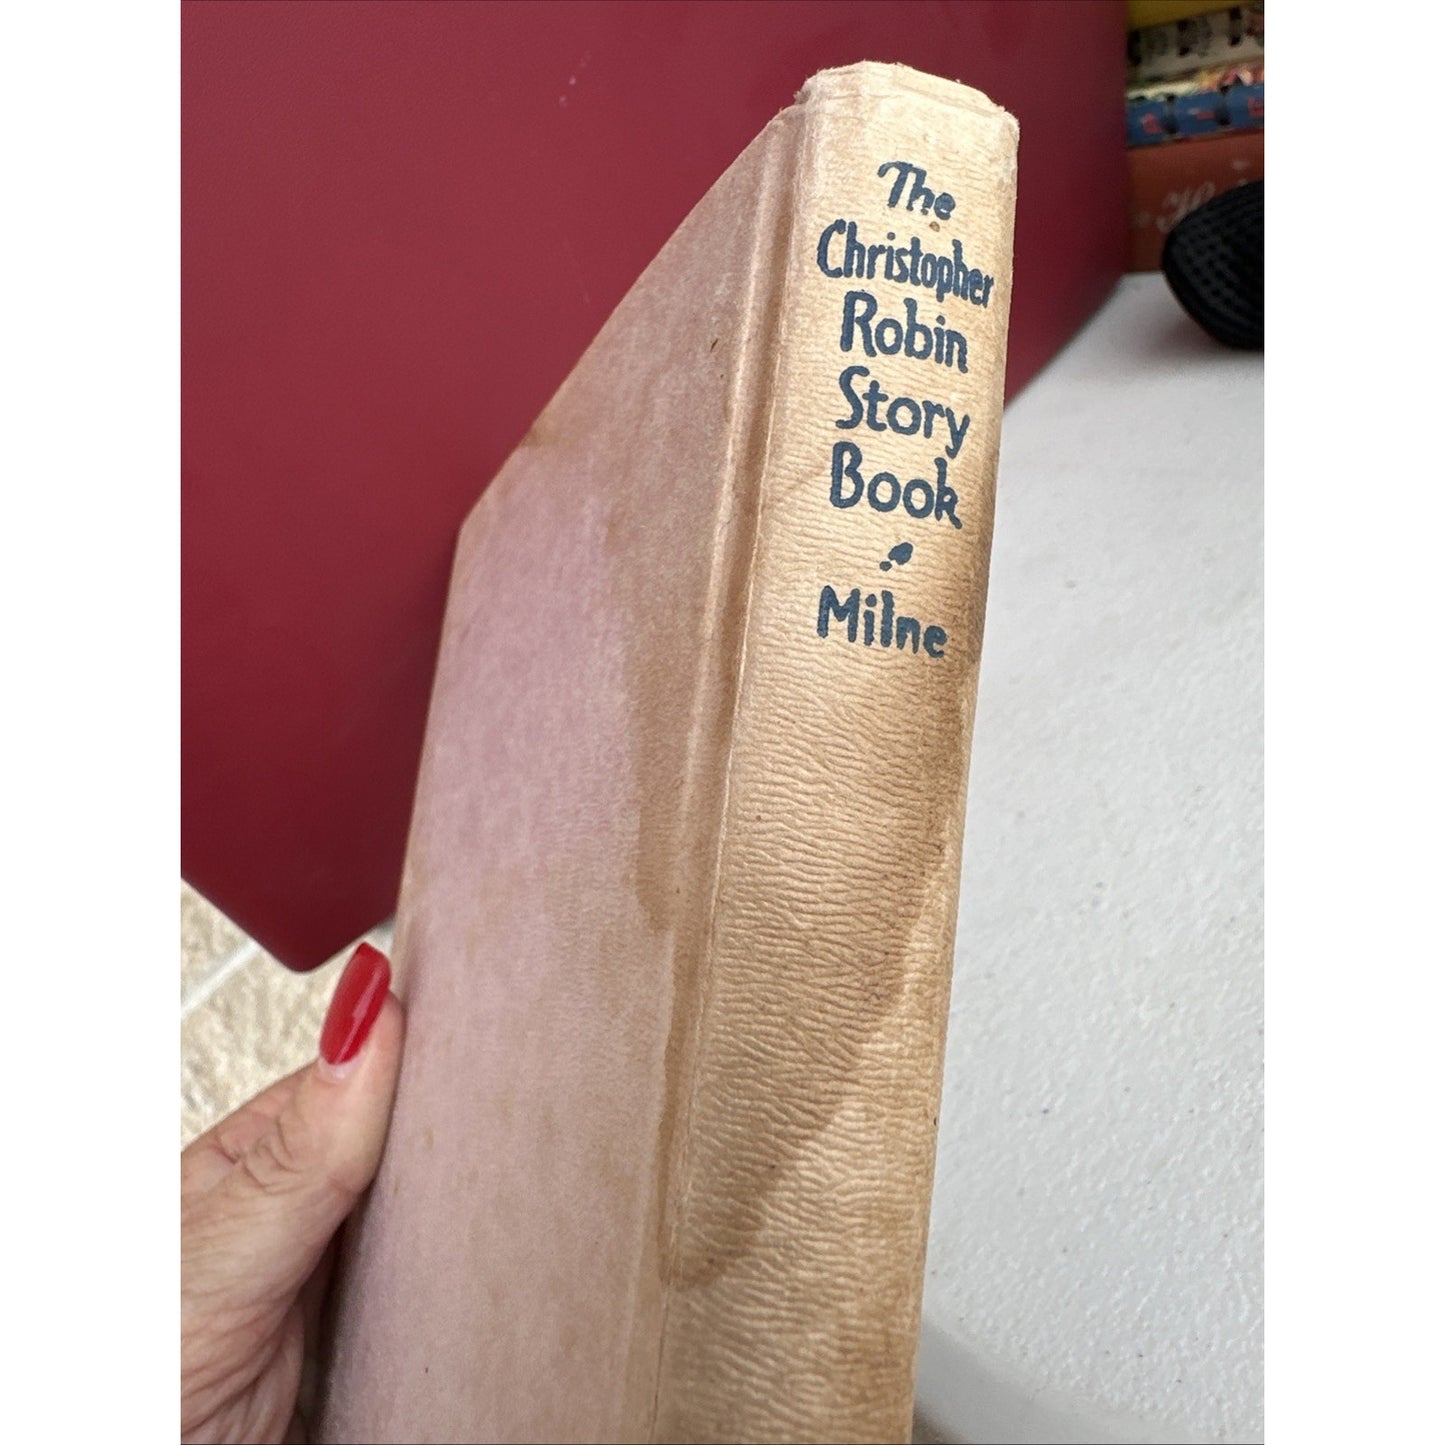 The
Christopher
Robin
Story
Book
Milne